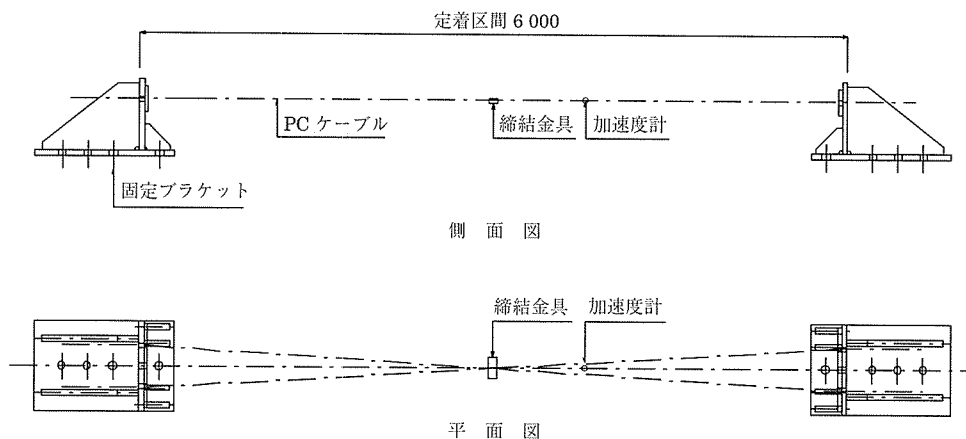 定着区間 6 000
PC ケーブル
締結金具
加速度計
固定ブラケット
側 面 図
締結金具
加速度計
平 面 図